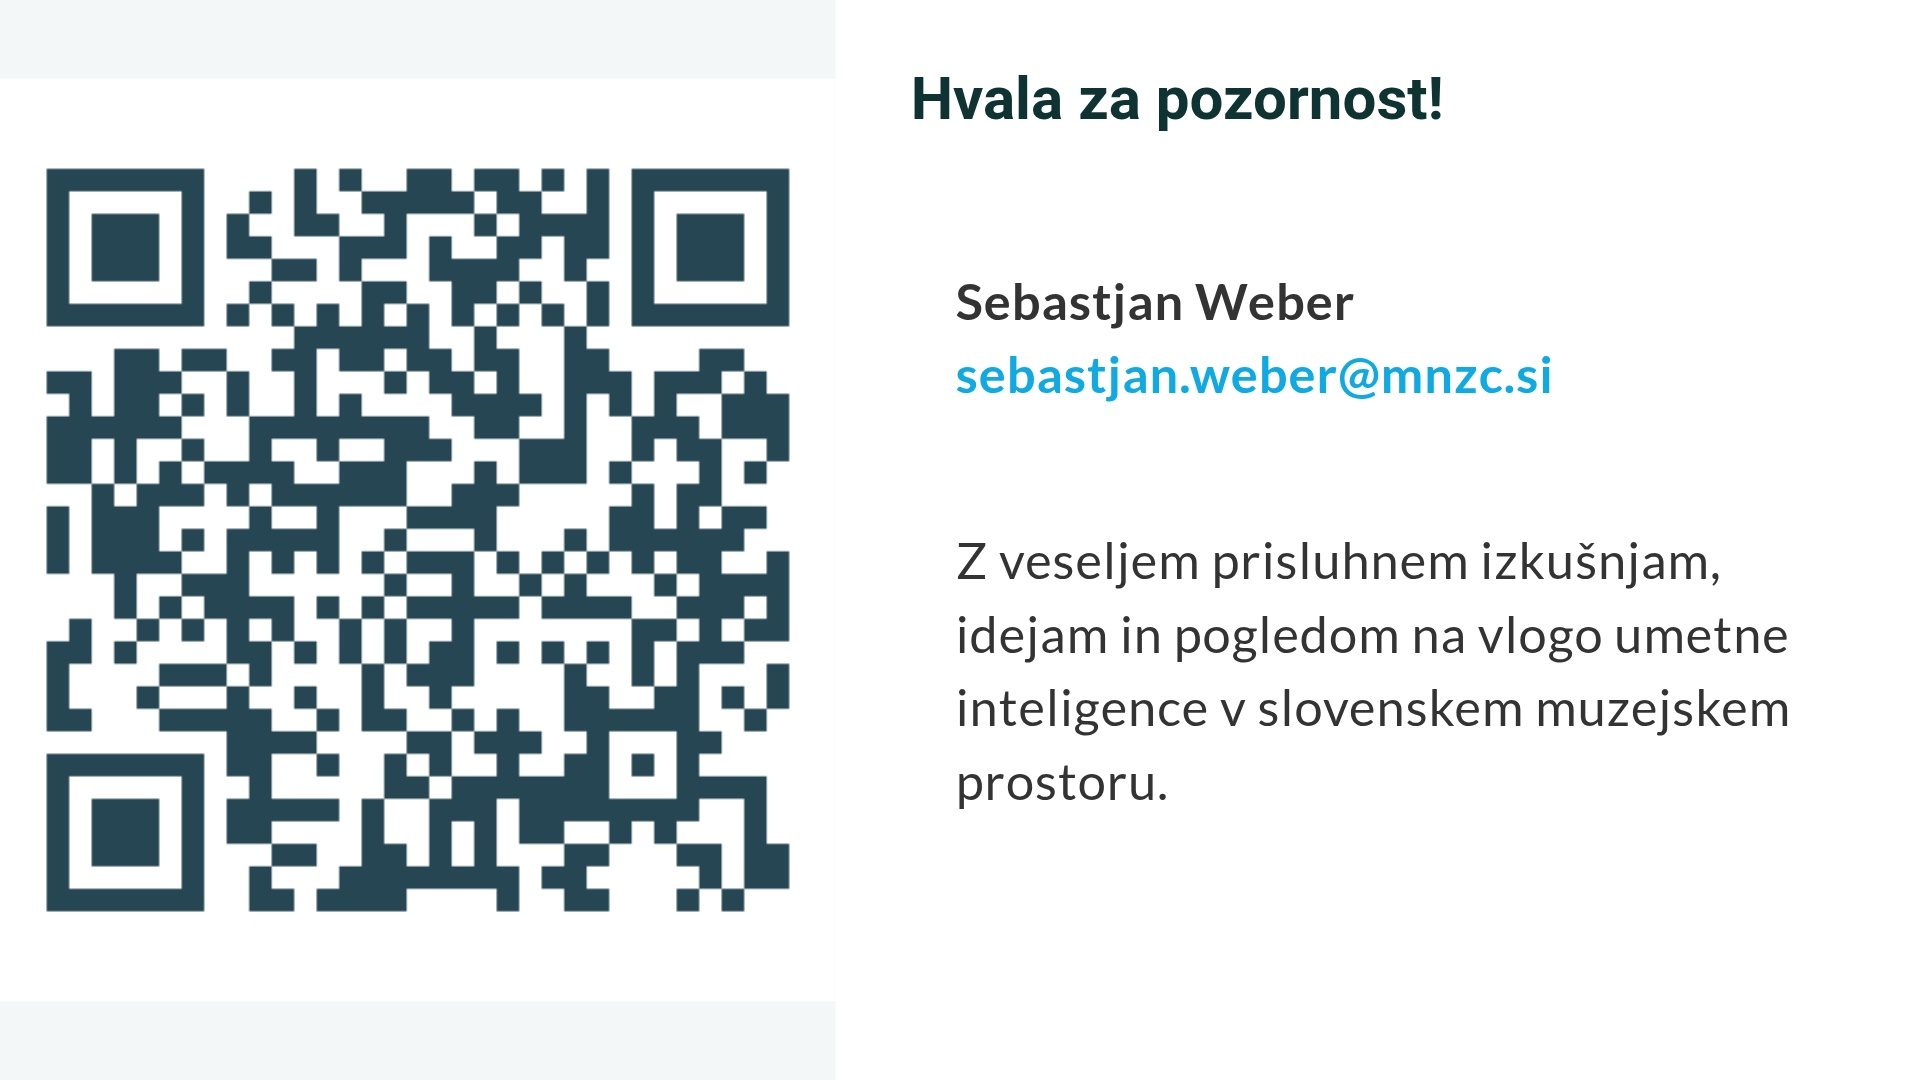 Hvala za pozornost!
Sebastjan Weber
sebastjan.weber@mnzc.si
Z veseljem prisluhnem izkušnjam,
idejam in pogledom na vlogo umetne
inteligence v slovenskem muzejskem
prostoru.